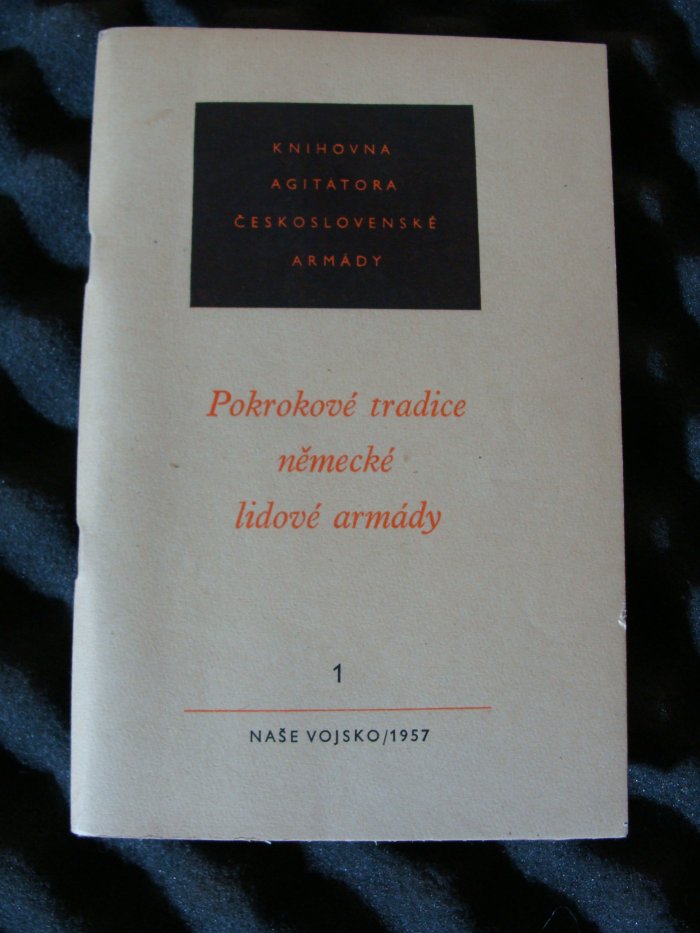 KNIHOVNA
AGITÁTORA
ČESKOSLOVENSKÉ
ARMÁDY
Pokrokové tradice
německé
lidové armády
1
NAŠE VOJSKO/1957